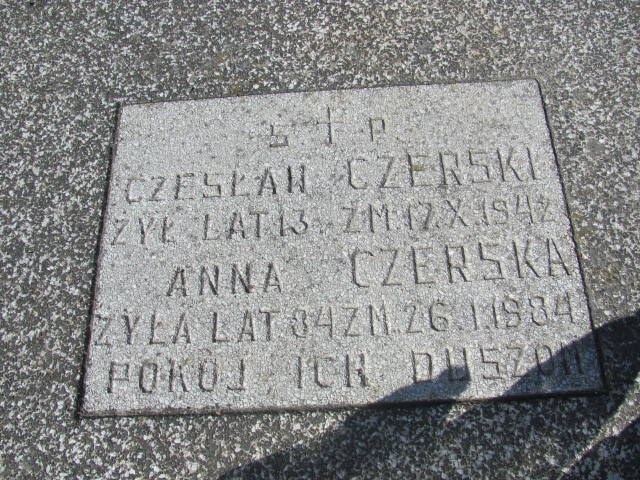 Ś † P
CZESŁAW CZERSKI
ŻYŁ LAT 13 ZM. 17.X.1942
ANNA CZERSKA
ŻYŁA LAT 84 ZM. 26.I.1984
POKÓJ ICH DUSZOM